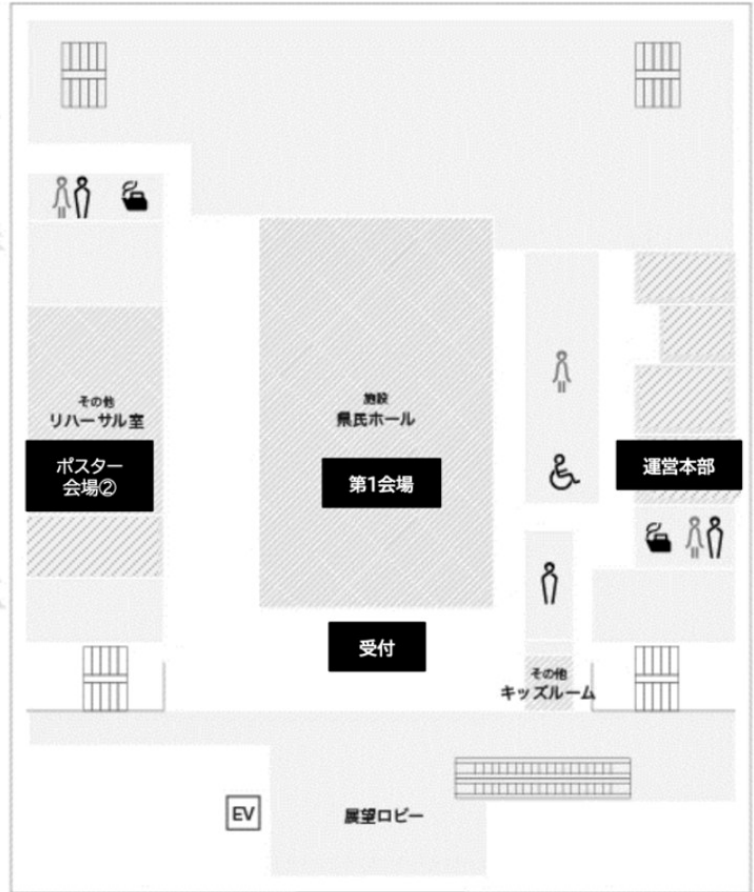 その他
リハーサル室
ポスター
会場②
施設
県民ホール
第1会場
運営本部
受付
その他
キッズルーム
EV
展望ロビー